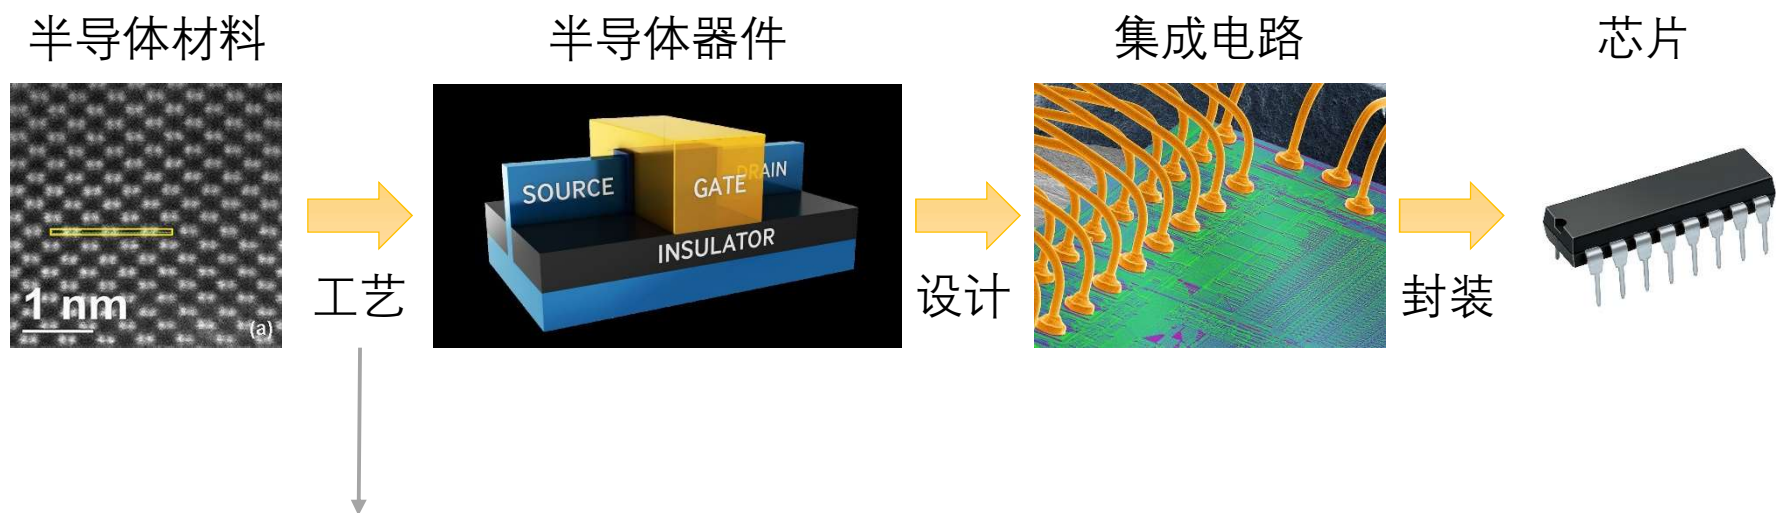 半导体材料
半导体器件
集成电路
芯片
1 nm
(a)
工艺
SOURCE
GATE
DRAIN
INSULATOR
设计
封装